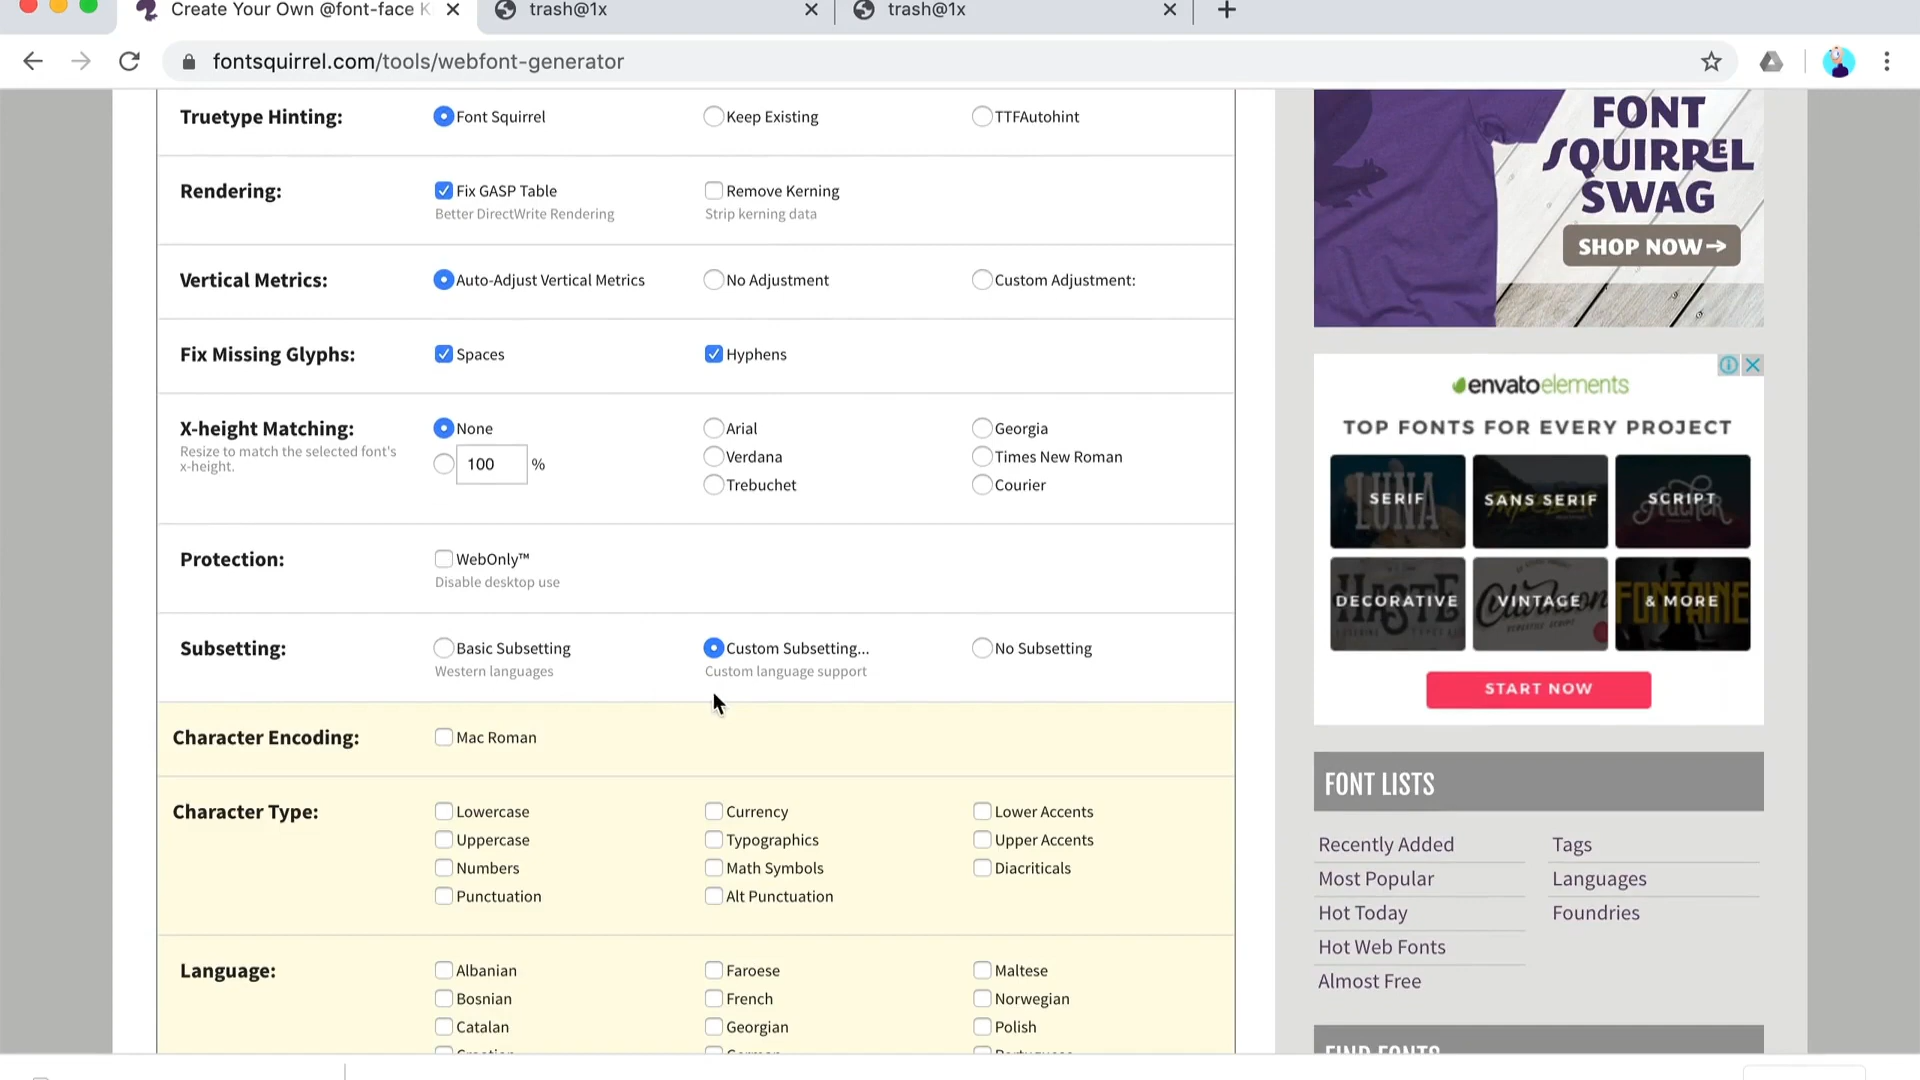 Create Your Own @font-face K
trash@1x
trash@1x
fontsquirrel.com/tools/webfont-generator
Truetype Hinting:
Font Squirrel
Keep Existing
TTFAutohint
Rendering:
Fix GASP Table
Better DirectWrite Rendering
Remove Kerning
Strip kerning data
Vertical Metrics:
Auto-Adjust Vertical Metrics
No Adjustment
Custom Adjustment:
Fix Missing Glyphs:
Spaces
Hyphens
X-height Matching:
Resize to match the selected font's
x-height.
None
100 %
Arial
Verdana
Trebuchet
Georgia
Times New Roman
Courier
Protection:
WebOnly™
Disable desktop use
Subsetting:
Basic Subsetting
Western languages
Custom Subsetting...
Custom language support
No Subsetting
Character Encoding:
Mac Roman
Character Type:
Lowercase
Uppercase
Numbers
Punctuation
Currency
Typographics
Math Symbols
Alt Punctuation
Lower Accents
Upper Accents
Diacriticals
Language:
Albanian
Bosnian
Catalan
Faroese
French
Georgian
Maltese
Norwegian
Polish
FONT
SQUIRREL
SWAG
SHOP NOW→
envatoelements
TOP FONTS FOR EVERY PROJECT
LUNA
SERIF
SANS SERIF
SCRIPT
HASTE
DECORATIVE
VINTAGE
FONTAINE
& MORE
START NOW
FONT LISTS
Recently Added
Most Popular
Hot Today
Hot Web Fonts
Almost Free
Tags
Languages
Foundries
FIND FONTS